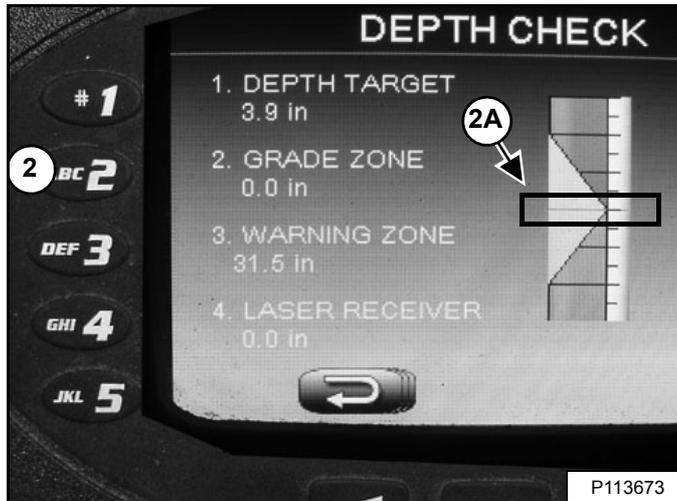 DEPTH CHECK
# 1
1. DEPTH TARGET
3.9 in
2A
2
BC 2
2. GRADE ZONE
0.0 in
DEF 3
3. WARNING ZONE
31.5 in
GHI 4
4. LASER RECEIVER
0.0 in
JKL 5
P113673